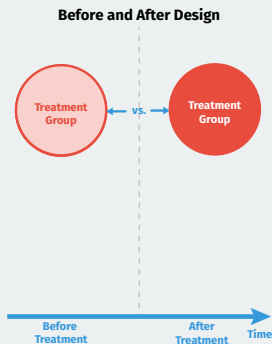 Before and After Design
Treatment
Group
vs.
Treatment
Group
Before
Treatment
After
Treatment
Time